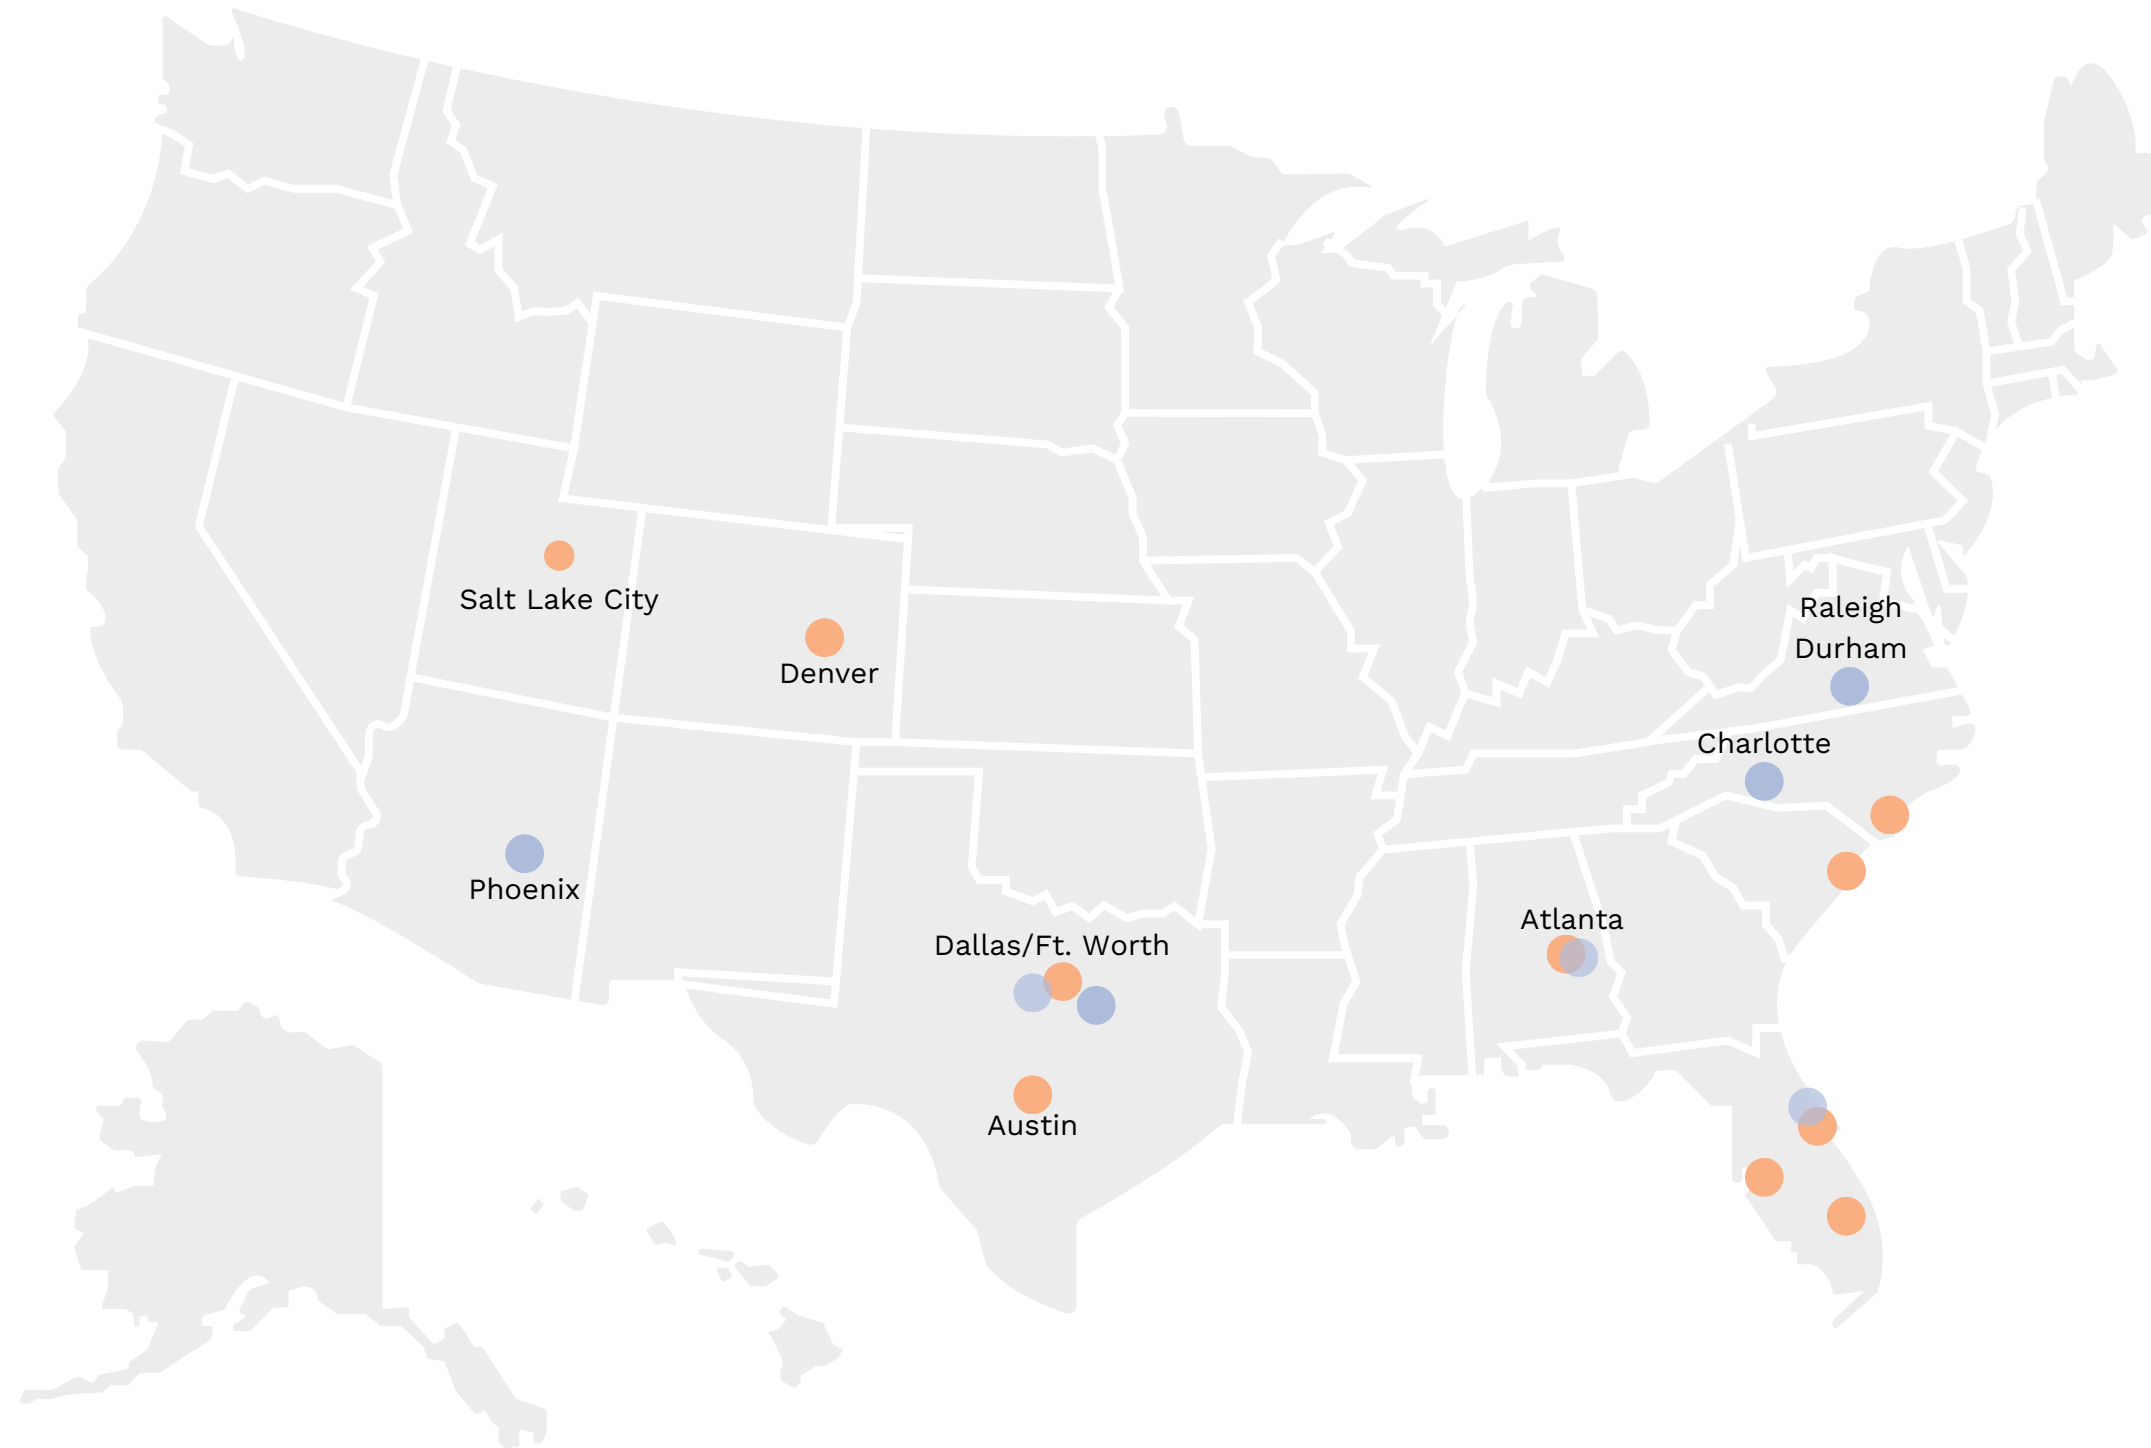 Salt Lake City
Raleigh
Durham
Denver
Charlotte
Phoenix
Atlanta
Dallas/Ft. Worth
Austin